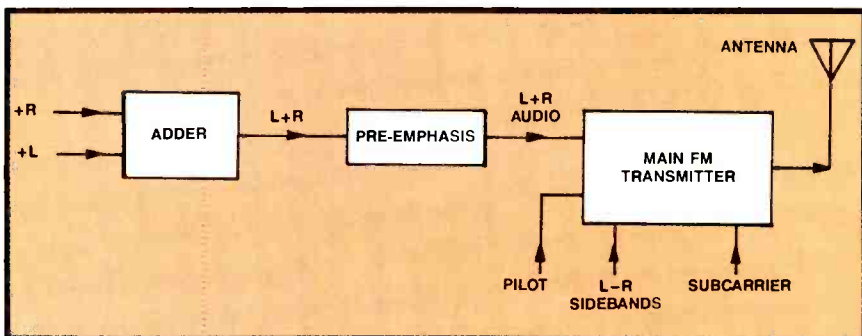 ANTENNA
+R
+L
ADDER
L+R
PRE-EMPHASIS
L+R
AUDIO
MAIN FM
TRANSMITTER
PILOT
L−R
SIDEBANDS
SUBCARRIER